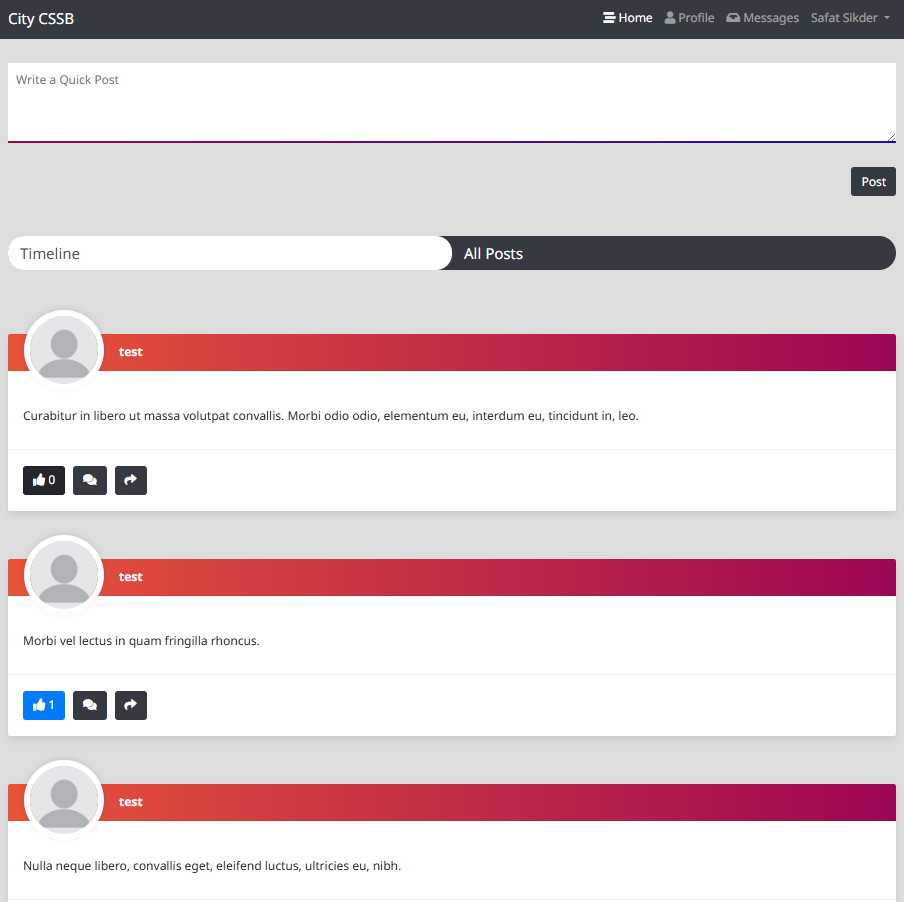 City CSSB Home Profile Messages Safat Sikder
Write a Quick Post
Post
Timeline All Posts
test
Curabitur in libero ut massa volutpat convallis. Morbi odio odio, elementum eu, interdum eu, tincidunt in, leo.
0
test
Morbi vel lectus in quam fringilla rhoncus.
1
test
Nulla neque libero, convallis eget, eleifend luctus, ultricies eu, nibh.